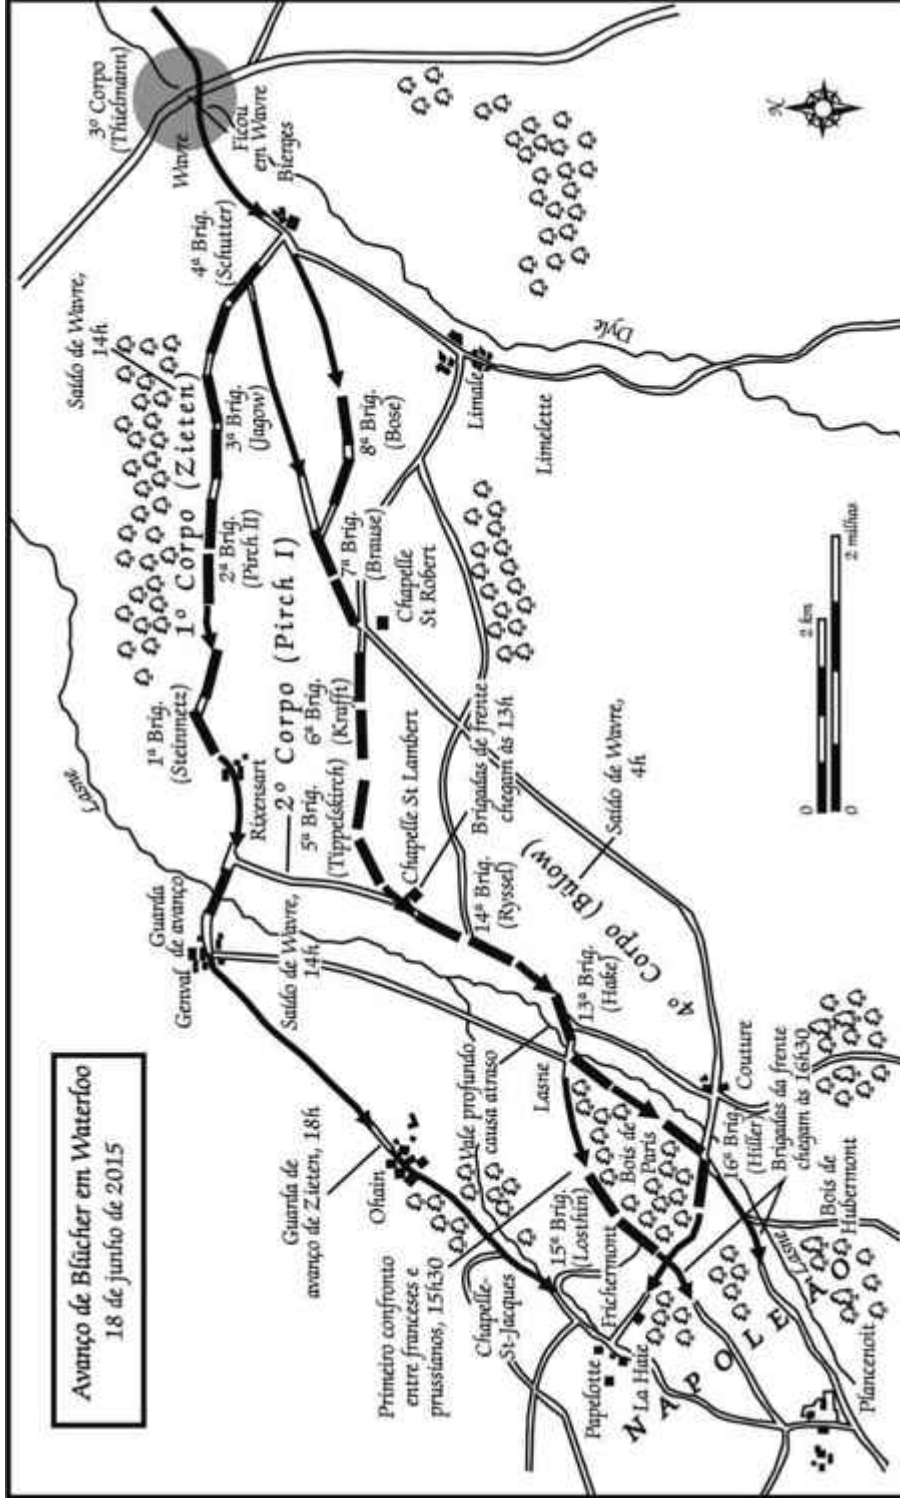 Avanço de Blücher em Waterloo
18 de junho de 2015
3º Corpo
(Thielmann)
Wavre
Ficou
em Wavre
Bierges
N
4ª Brig.
(Schutter)
Saído de Wavre,
14h
1º Corpo (Zieten)
3ª Brig.
(Jagow)
2ª Brig.
(Pirch II)
8ª Brig.
(Bose)
Limale
Limelette
Dyle
7ª Brig.
(Brause)
Chapelle
St Robert
2º Corpo (Pirch I)
1ª Brig.
(Steinmetz)
6ª Brig.
(Krafft)
5ª Brig.
(Tippelskirch)
Rixensart
Lasne
Chapelle St Lambert
Brigadas de frente
chegam às 13h
Guarda
de avanço
Genval
Saído de Wavre,
14h
14ª Brig.
(Ryssel)
4º Corpo (Bülow)
Saído de Wavre,
4h
13ª Brig.
(Hake)
Vale profundo
causa atraso
Lasne
Guarda de
avanço de Zieten, 18h
Ohain
Bois de
Paris
Couture
16ª Brig.
(Hiller)
Brigadas da frente
chegam às 16h30
15ª Brig.
(Losthin)
Primeiro confronto
entre franceses e
prussianos, 15h30
Chapelle-
St-Jacques
Frichermont
Bois de
Hubermont
Lasne
Papelotte
La Haie
NAPOLEÃO
Plancenoit
0
2 km
0
2 milhas